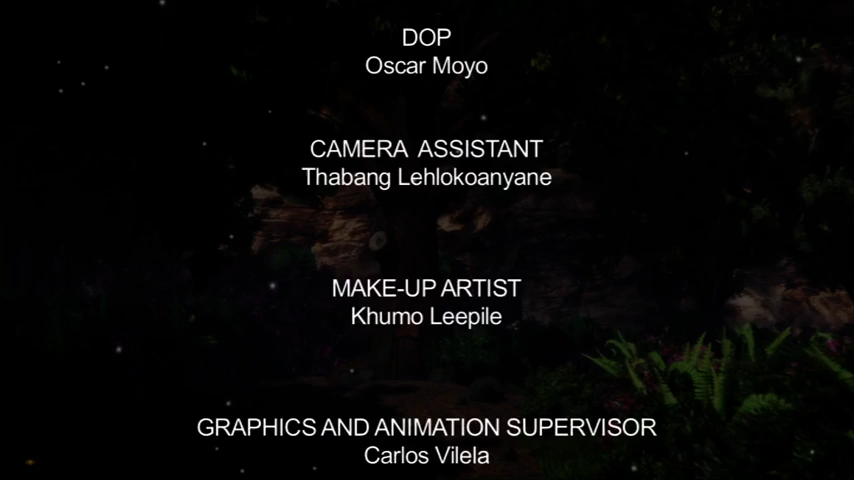 DOP
Oscar Moyo
CAMERA ASSISTANT
Thabang Lehlokoanyane
MAKE-UP ARTIST
Khumo Leepile
GRAPHICS AND ANIMATION SUPERVISOR
Carlos Vilela